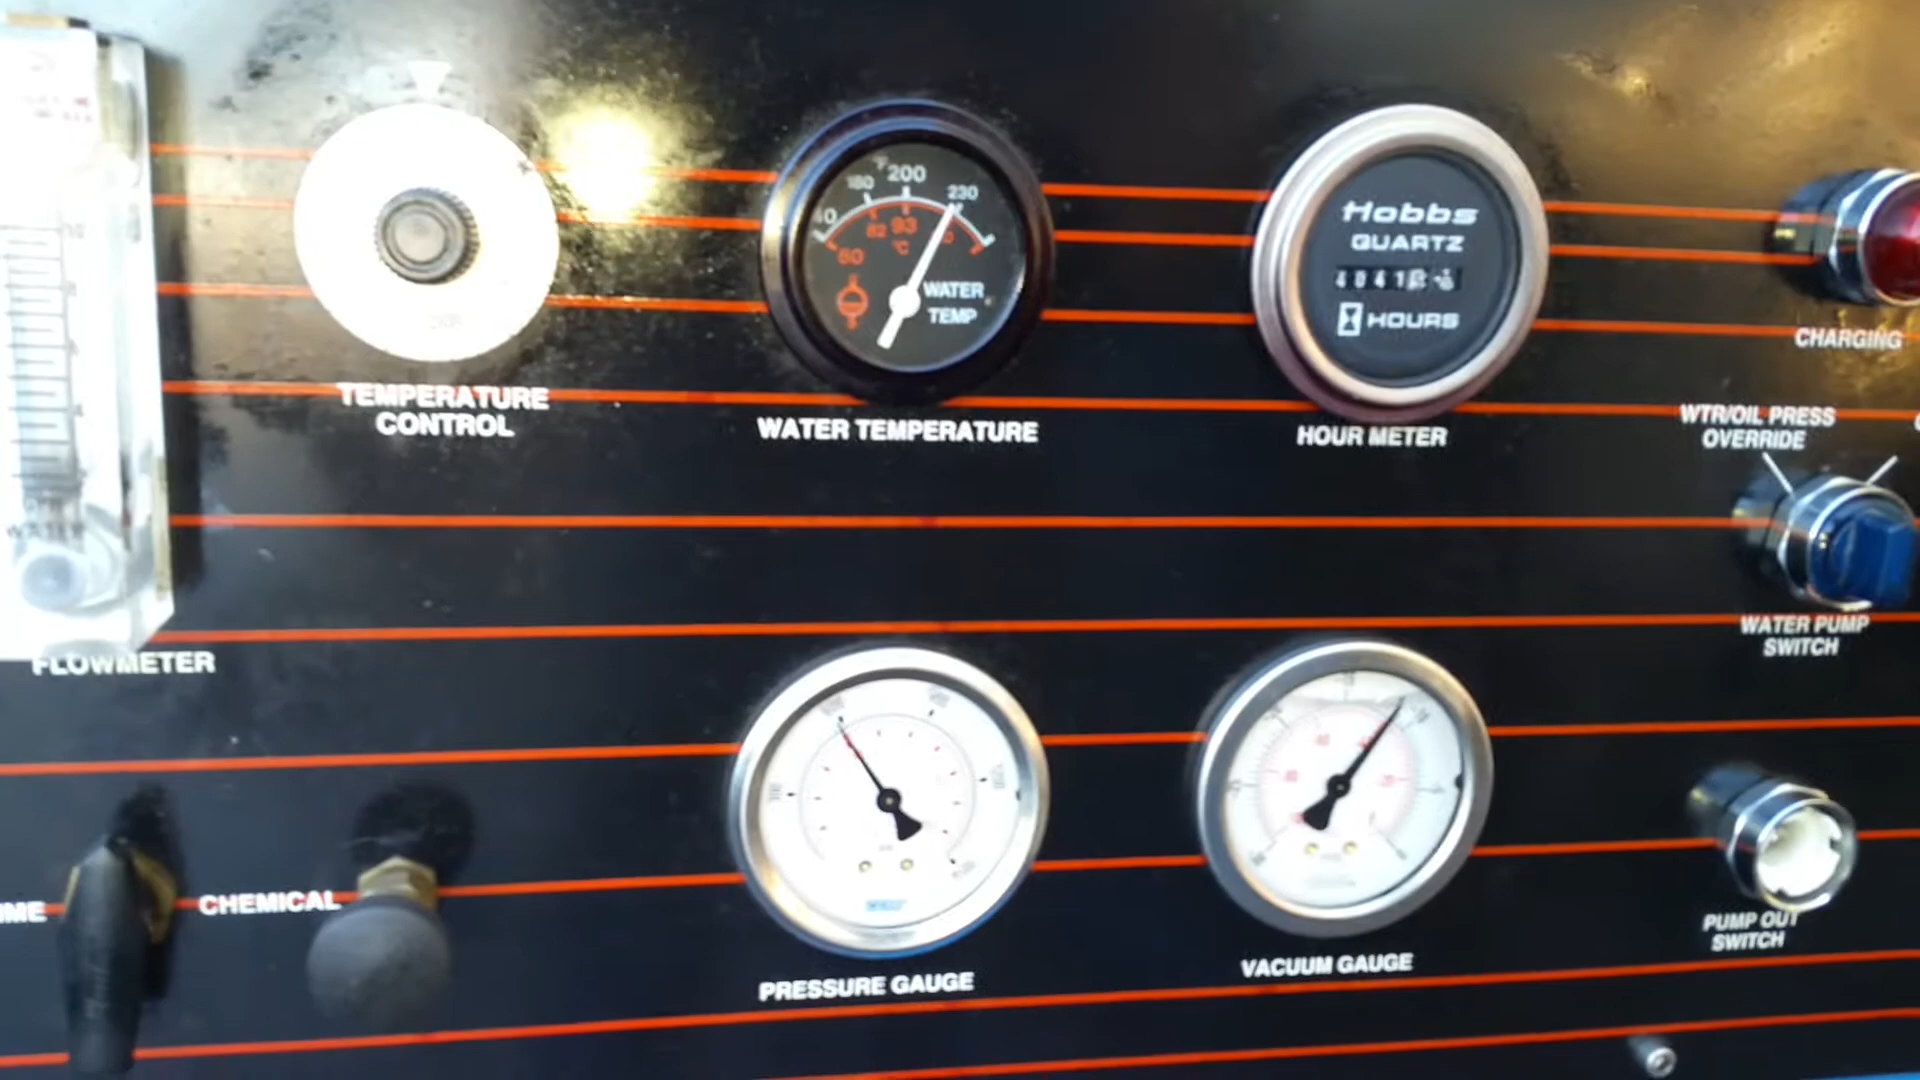 °F 200
180
230
82 93
°C
60
WATER
TEMP
Hobbs
QUARTZ
HOURS
CHARGING
TEMPERATURE
CONTROL
WATER TEMPERATURE
HOUR METER
WTR/OIL PRESS
OVERRIDE
WATER PUMP
SWITCH
FLOWMETER
CHEMICAL
PUMP OUT
SWITCH
PRESSURE GAUGE
VACUUM GAUGE